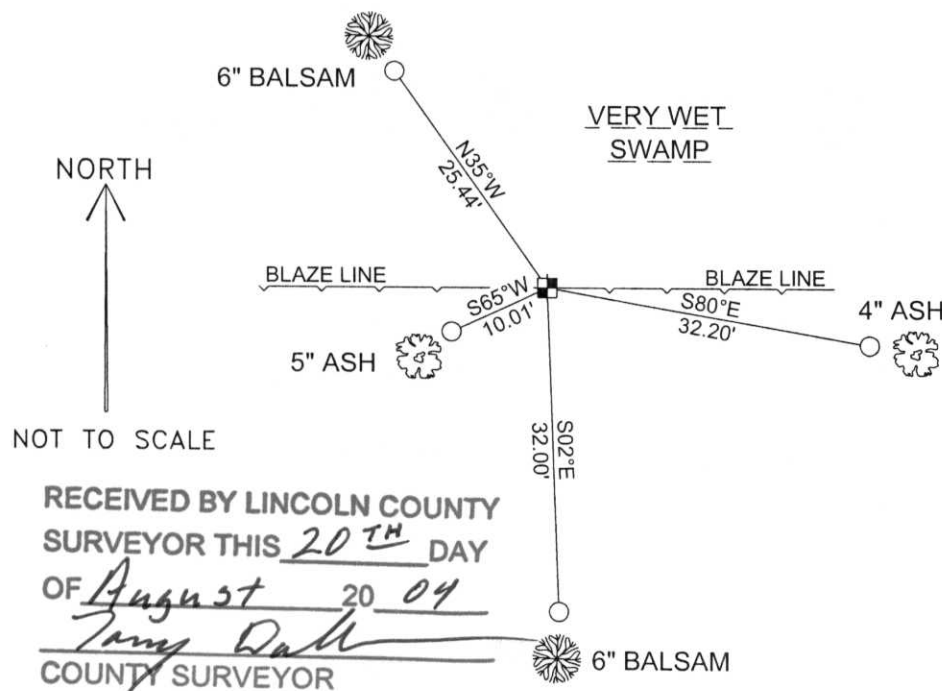 6" BALSAM
VERY WET
SWAMP
NORTH
N35°W
25.44'
BLAZE LINE
BLAZE LINE
S65°W
10.01'
S80°E
32.20'
4" ASH
5" ASH
NOT TO SCALE
S02°E
32.00'
RECEIVED BY LINCOLN COUNTY
SURVEYOR THIS 20TH DAY
OF August 20 04
COUNTY SURVEYOR
6" BALSAM